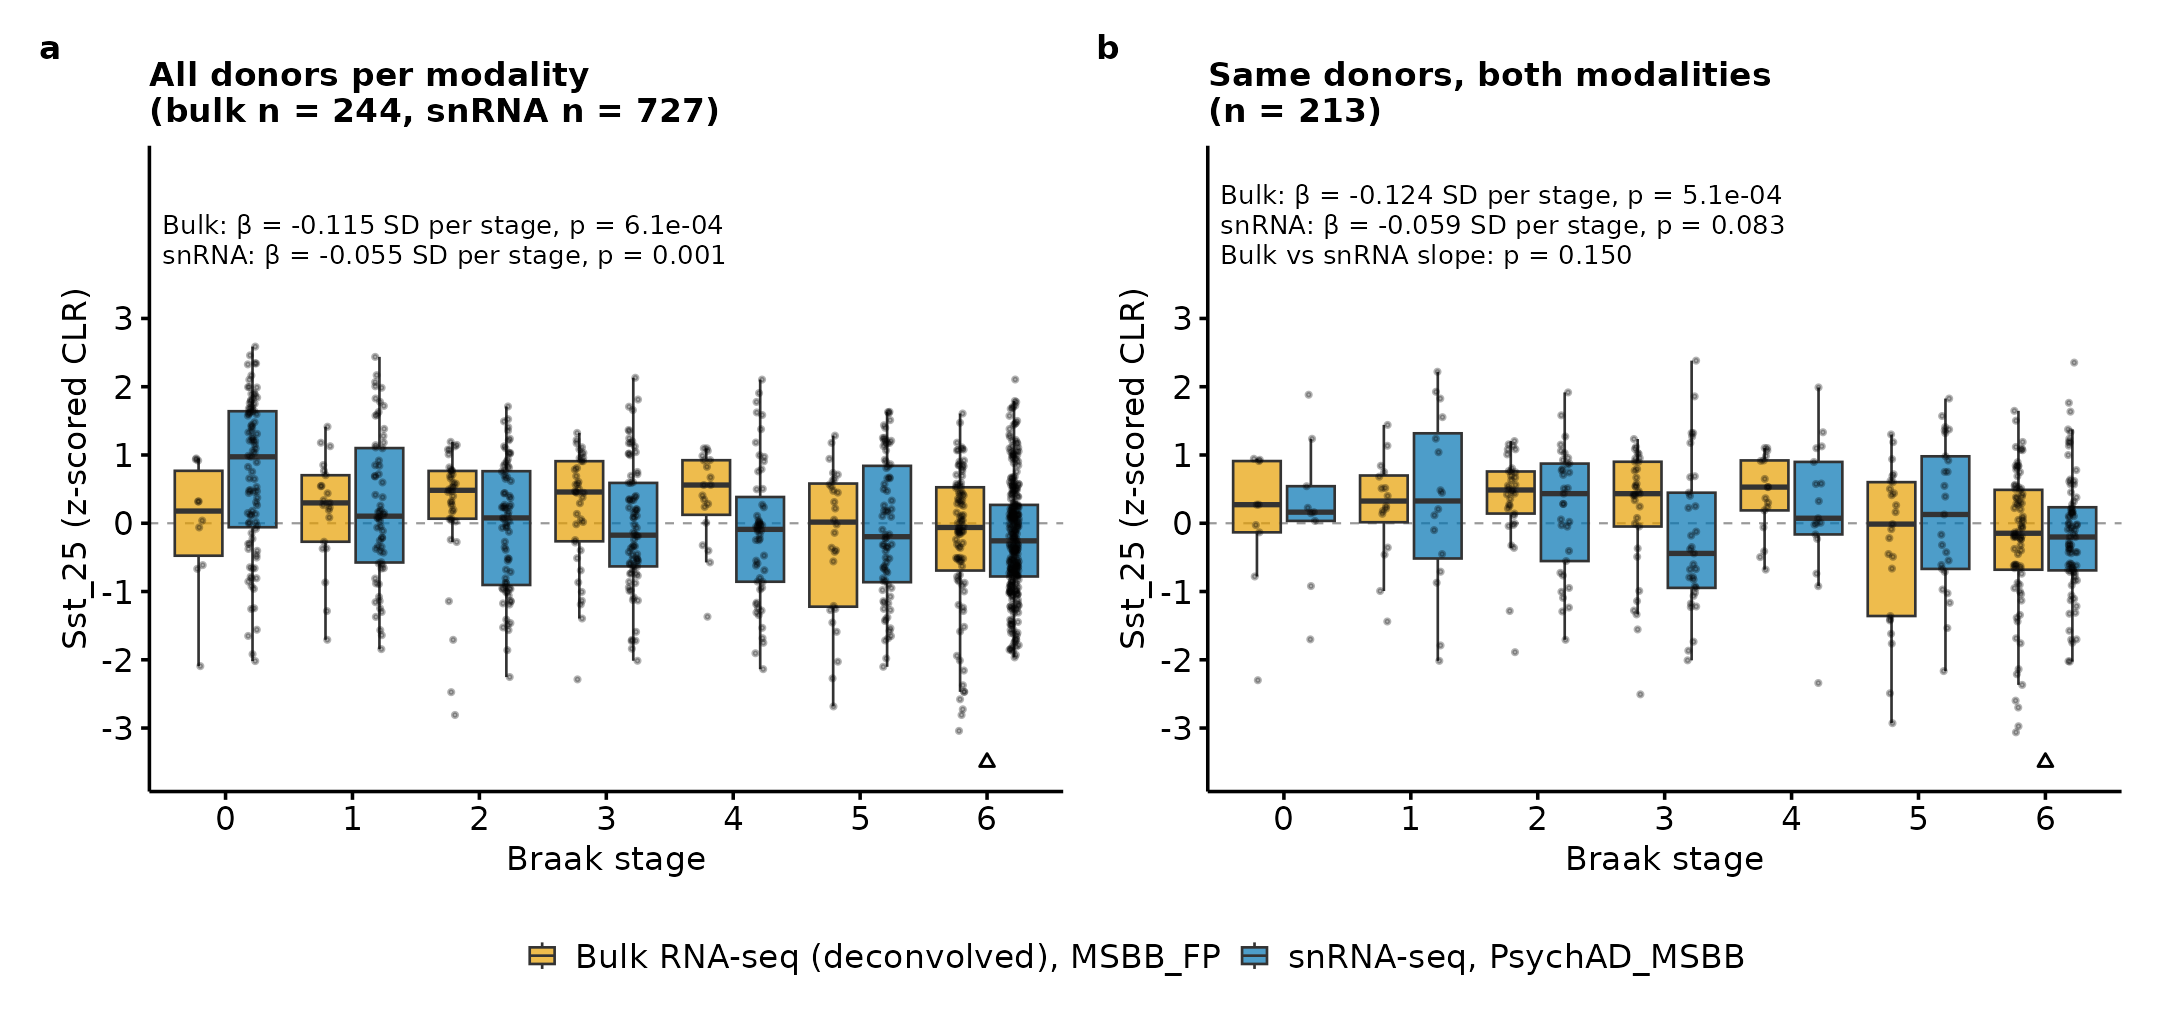 a
All donors per modality
(bulk n = 244, snRNA n = 727)
Bulk: β = -0.115 SD per stage, p = 6.1e-04
snRNA: β = -0.055 SD per stage, p = 0.001
Sst_25 (z-scored CLR)
3
2
1
0
-1
-2
-3
0 1 2 3 4 5 6
Braak stage
b
Same donors, both modalities
(n = 213)
Bulk: β = -0.124 SD per stage, p = 5.1e-04
snRNA: β = -0.059 SD per stage, p = 0.083
Bulk vs snRNA slope: p = 0.150
Sst_25 (z-scored CLR)
3
2
1
0
-1
-2
-3
0 1 2 3 4 5 6
Braak stage
Bulk RNA-seq (deconvolved), MSBB_FP snRNA-seq, PsychAD_MSBB